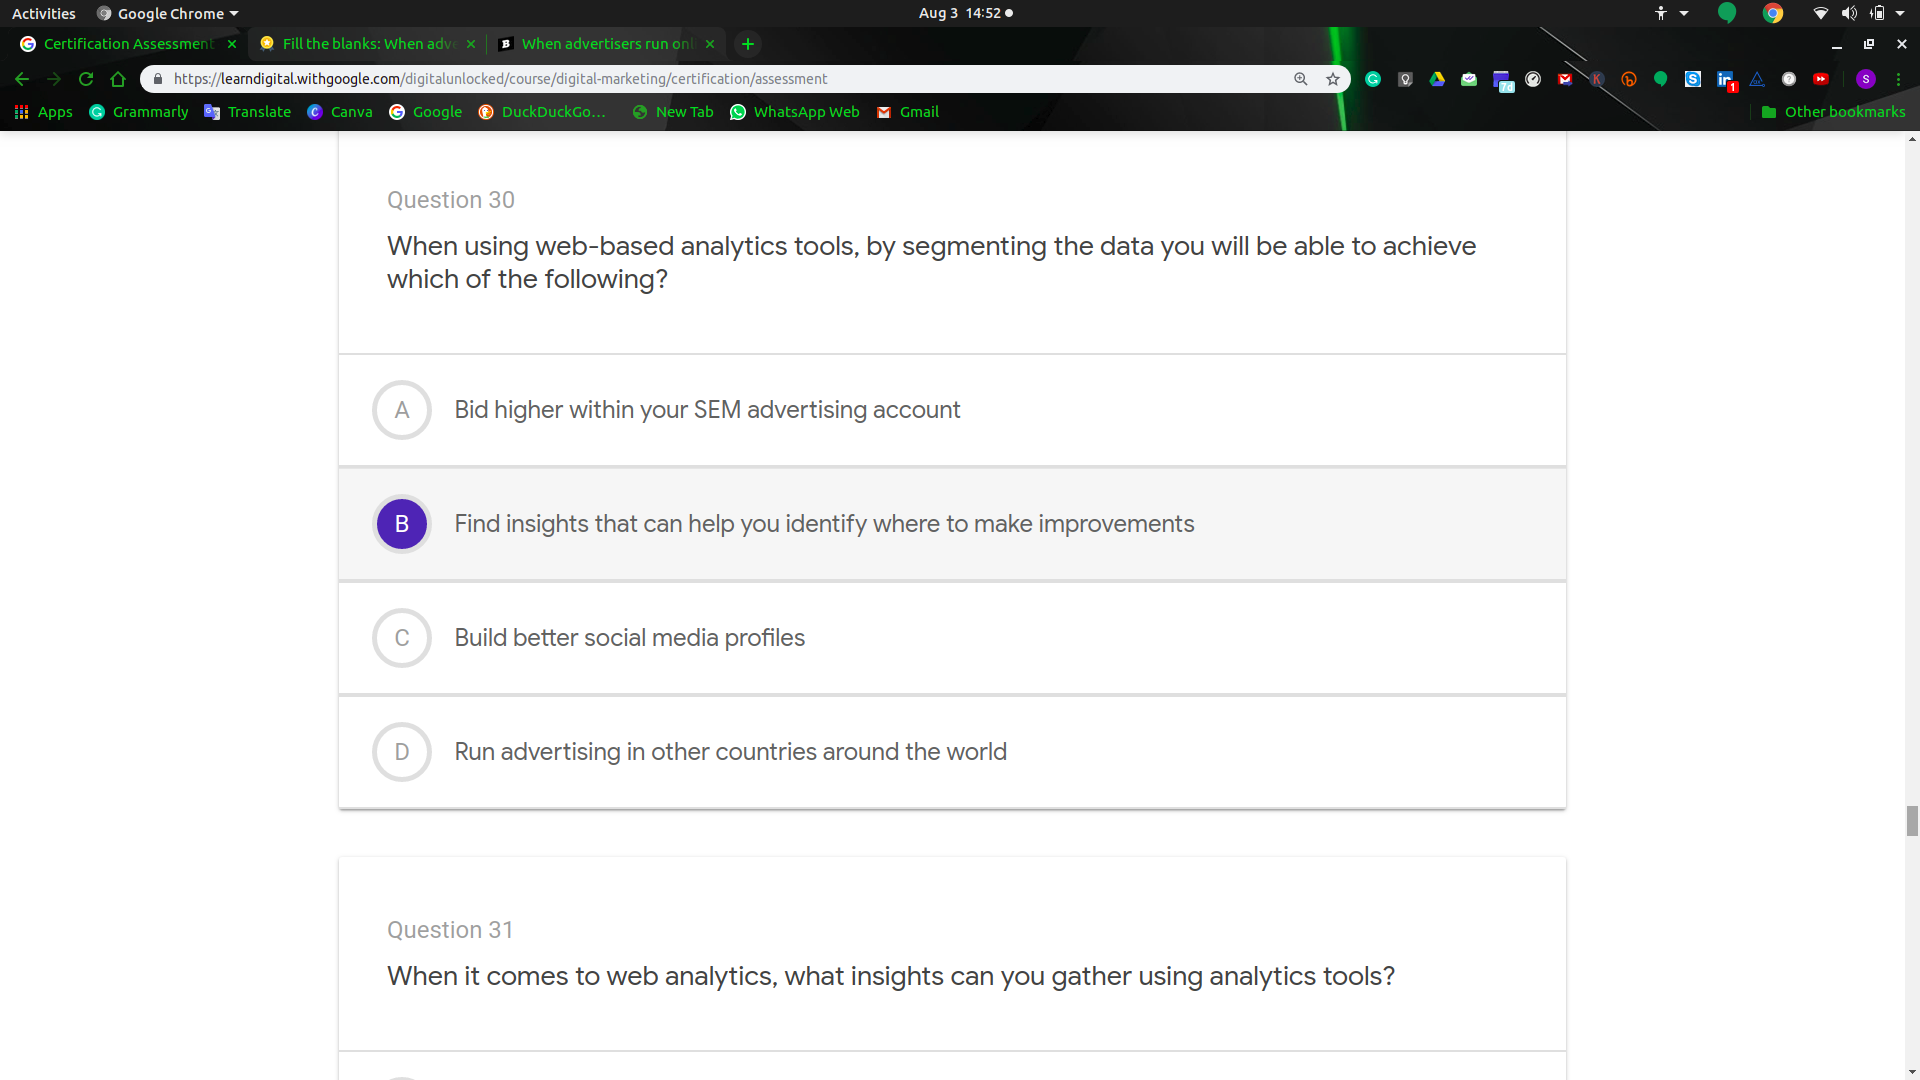 Activities Google Chrome Aug 3 14:52
Certification Assessment Fill the blanks: When adve When advertisers run onl
https://learndigital.withgoogle.com/digitalunlocked/course/digital-marketing/certification/assessment
Apps Grammarly Translate Canva Google DuckDuckGo... New Tab WhatsApp Web Gmail Other bookmarks
Question 30
When using web-based analytics tools, by segmenting the data you will be able to achieve
which of the following?
A Bid higher within your SEM advertising account
B Find insights that can help you identify where to make improvements
C Build better social media profiles
D Run advertising in other countries around the world
Question 31
When it comes to web analytics, what insights can you gather using analytics tools?